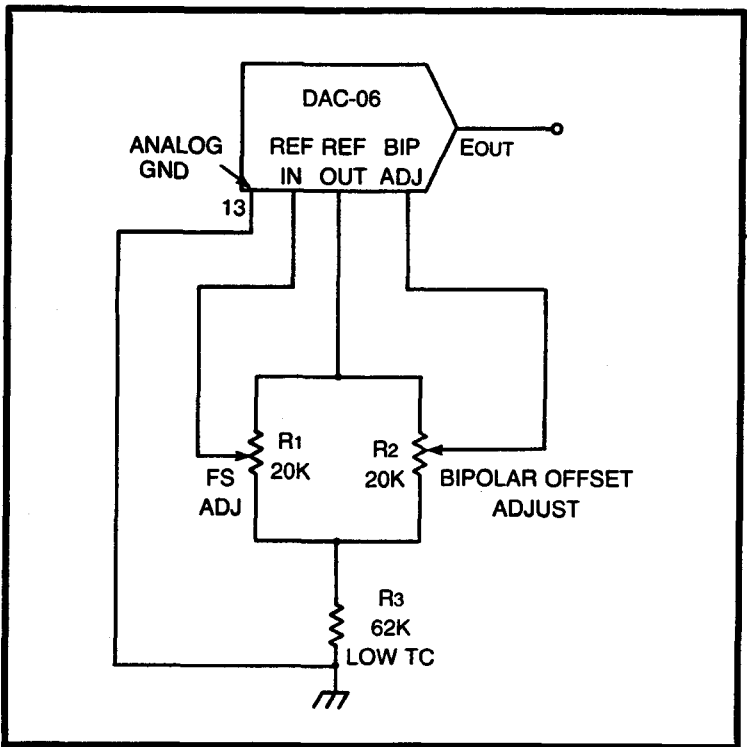 DAC-06
ANALOG
GND
REF REF BIP
IN OUT ADJ
EOUT
13
R1
20K
FS
ADJ
R2
20K
BIPOLAR OFFSET
ADJUST
R3
62K
LOW TC